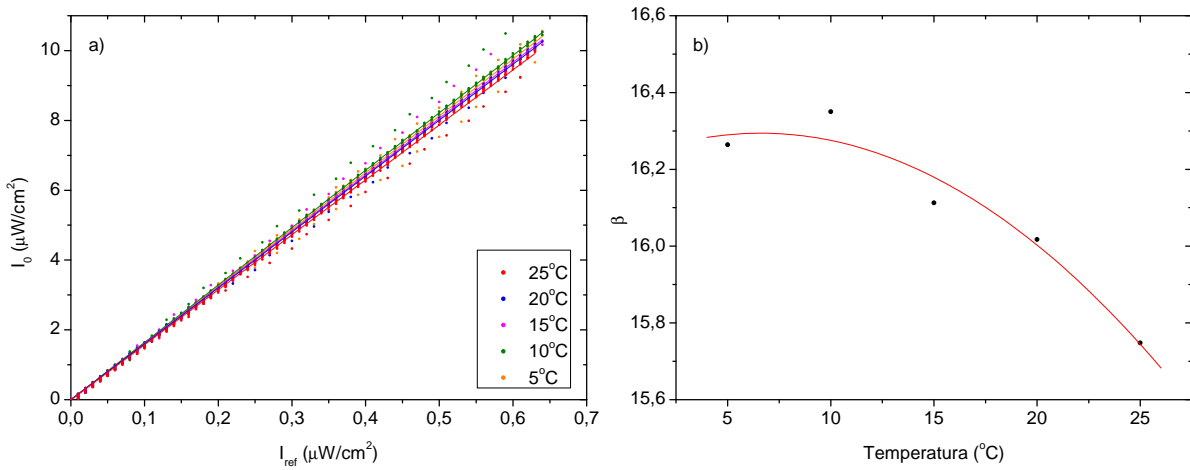 a)
10
8
6
4
2
0
I₀ (μW/cm²)
25°C
20°C
15°C
10°C
5°C
0,0 0,1 0,2 0,3 0,4 0,5 0,6 0,7
I_ref (μW/cm²)
b)
16,6
16,4
16,2
16,0
15,8
15,6
β
5 10 15 20 25
Temperatura (°C)